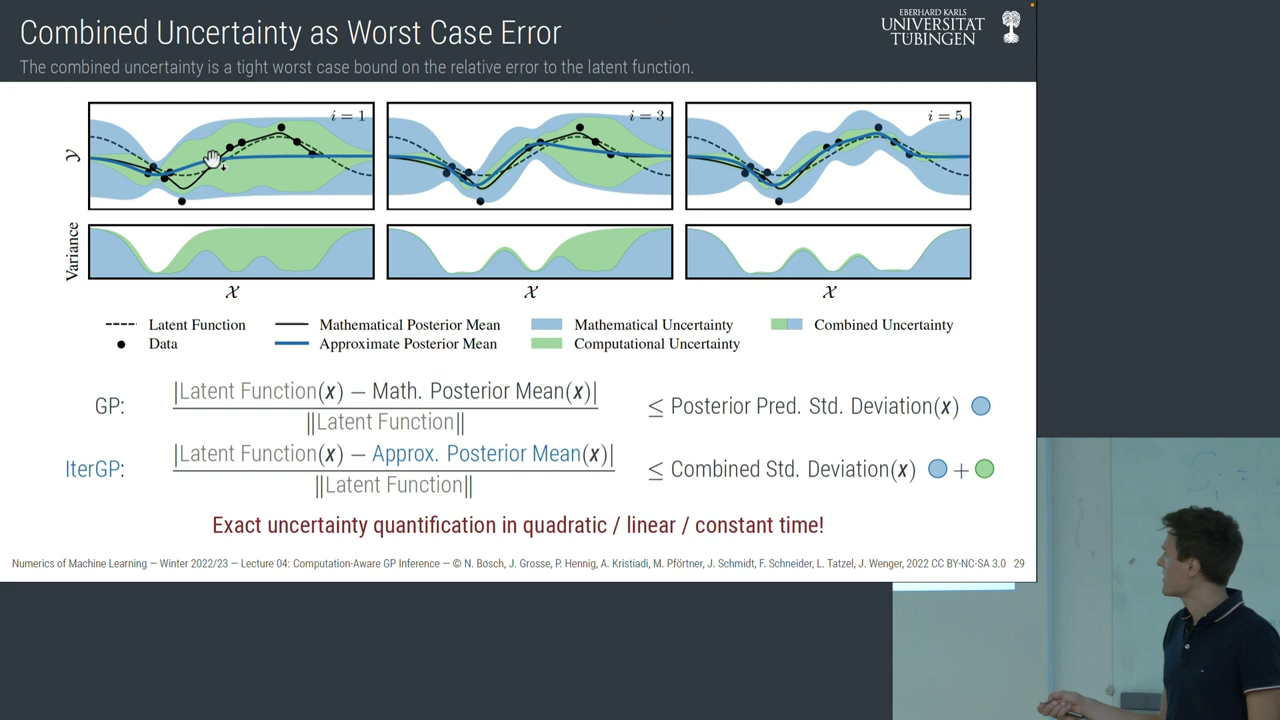 Combined Uncertainty as Worst Case Error
The combined uncertainty is a tight worst case bound on the relative error to the latent function.
EBERHARD KARLS
UNIVERSITÄT
TÜBINGEN
i = 1
i = 3
i = 5
𝒴
Variance
𝒳
𝒳
𝒳
Latent Function
Mathematical Posterior Mean
Mathematical Uncertainty
Combined Uncertainty
Data
Approximate Posterior Mean
Computational Uncertainty
GP:
|Latent Function(x) − Math. Posterior Mean(x)|
||Latent Function||
≤ Posterior Pred. Std. Deviation(x)
IterGP:
|Latent Function(x) − Approx. Posterior Mean(x)|
||Latent Function||
≤ Combined Std. Deviation(x) +
Exact uncertainty quantification in quadratic / linear / constant time!
Numerics of Machine Learning — Winter 2022/23 — Lecture 04: Computation-Aware GP Inference — © N. Bosch, J. Grosse, P. Hennig, A. Kristiadi, M. Pförtner, J. Schmidt, F. Schneider, L. Tatzel, J. Wenger, 2022 CC BY-NC-SA 3.0 29